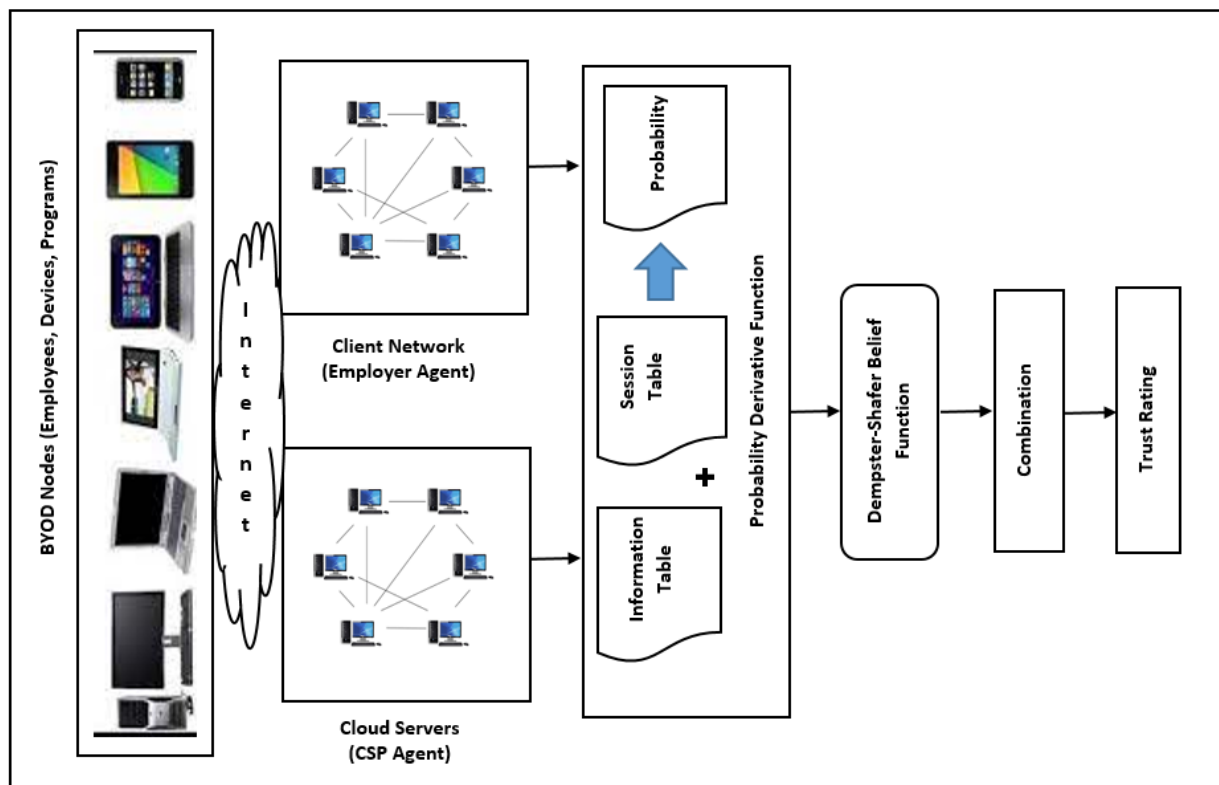 BYOD Nodes (Employees, Devices, Programs)
Internet
Client Network
(Employer Agent)
Cloud Servers
(CSP Agent)
Probability
Session
Table
+
Information
Table
Probability Derivative Function
Dempster-Shafer Belief
Function
Combination
Trust Rating